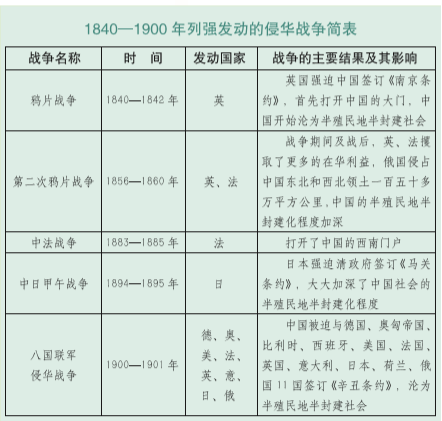 1840—1900 年列强发动的侵华战争简表
战争名称 时 间 发动国家 战争的主要结果及其影响
鸦片战争 1840—1842 年 英
英国强迫中国签订《南京条
约》，首先打开中国的大门，中
国开始沦为半殖民地半封建社会
第二次鸦片战争 1856—1860 年 英、法
战争期间及战后，英、法攫
取了更多的在华利益，俄国侵占
中国东北和西北领土一百五十多
万平方公里，中国的半殖民地半
封建化程度加深
中法战争 1883—1885 年 法 打开了中国的西南门户
中日甲午战争 1894—1895 年 日
日本强迫清政府签订《马关
条约》，大大加深了中国社会的
半殖民地半封建化程度
八国联军
侵华战争
1900—1901 年
德、奥、
美、法、
英、意、
日、俄
中国被迫与德国、奥匈帝国、
比利时、西班牙、美国、法国、
英国、意大利、日本、荷兰、俄
国 11 国签订《辛丑条约》，沦为
半殖民地半封建社会